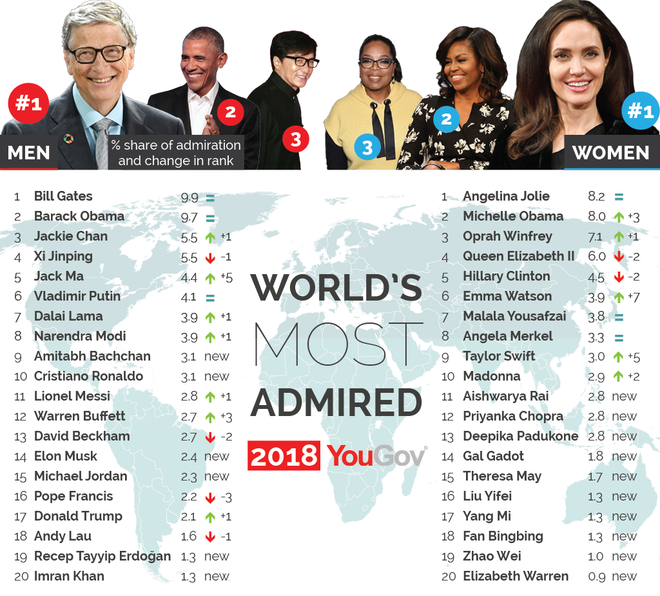 #1
2
3
3
2
#1
MEN
% share of admiration
and change in rank
WOMEN
1 Bill Gates 9.9 =
2 Barack Obama 9.7 =
3 Jackie Chan 5.5 ↑ +1
4 Xi Jinping 5.5 ↓ -1
5 Jack Ma 4.4 ↑ +5
6 Vladimir Putin 4.1 =
7 Dalai Lama 3.9 ↑ +1
8 Narendra Modi 3.9 ↑ +1
9 Amitabh Bachchan 3.1 new
10 Cristiano Ronaldo 3.1 new
11 Lionel Messi 2.8 ↑ +1
12 Warren Buffett 2.7 ↑ +3
13 David Beckham 2.7 ↓ -2
14 Elon Musk 2.4 new
15 Michael Jordan 2.3 new
16 Pope Francis 2.2 ↓ -3
17 Donald Trump 2.1 ↑ +1
18 Andy Lau 1.6 ↓ -1
19 Recep Tayyip Erdoğan 1.3 new
20 Imran Khan 1.3 new
WORLD'S
MOST
ADMIRED
2018 YouGov
1 Angelina Jolie 8.2 =
2 Michelle Obama 8.0 ↑ +3
3 Oprah Winfrey 7.1 ↑ +1
4 Queen Elizabeth II 6.0 ↓ -2
5 Hillary Clinton 4.5 ↓ -2
6 Emma Watson 3.9 ↑ +7
7 Malala Yousafzai 3.8 =
8 Angela Merkel 3.3 =
9 Taylor Swift 3.0 ↑ +5
10 Madonna 2.9 ↑ +2
11 Aishwarya Rai 2.8 new
12 Priyanka Chopra 2.8 new
13 Deepika Padukone 2.8 new
14 Gal Gadot 1.8 new
15 Theresa May 1.7 new
16 Liu Yifei 1.3 new
17 Yang Mi 1.3 new
18 Fan Bingbing 1.3 new
19 Zhao Wei 1.0 new
20 Elizabeth Warren 0.9 new